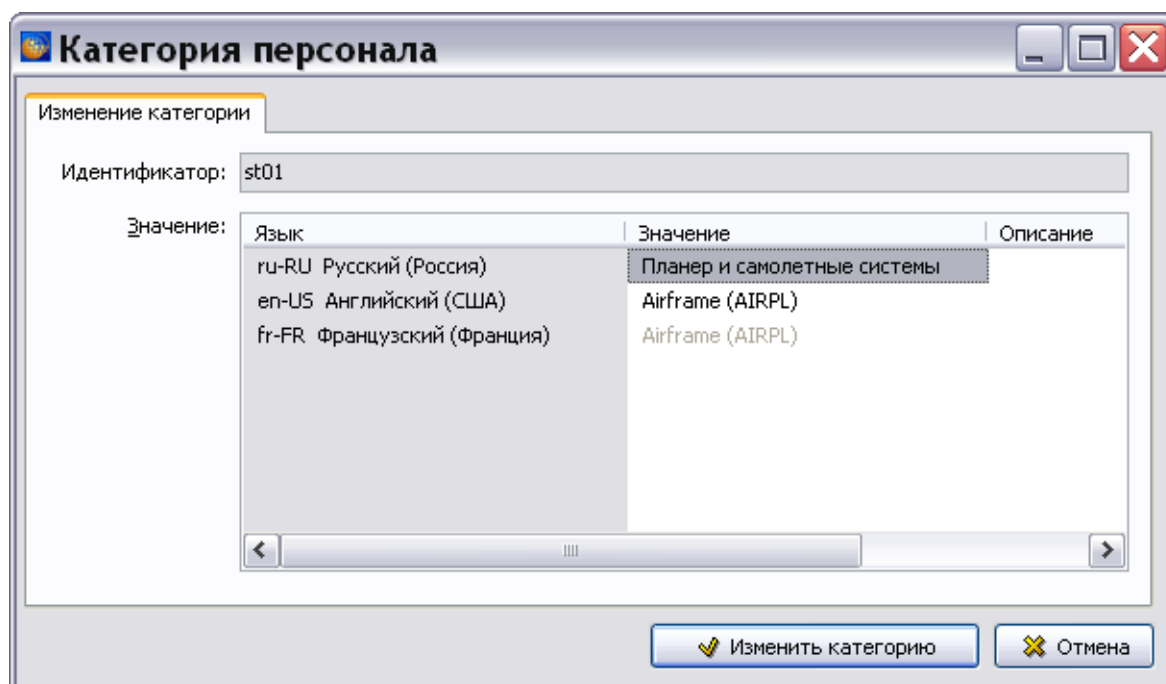 Категория персонала
Изменение категории
Идентификатор: st01
Значение:
Язык Значение Описание
ru-RU Русский (Россия) Планер и самолетные системы
en-US Английский (США) Airframe (AIRPL)
fr-FR Французский (Франция) Airframe (AIRPL)
Изменить категорию Отмена